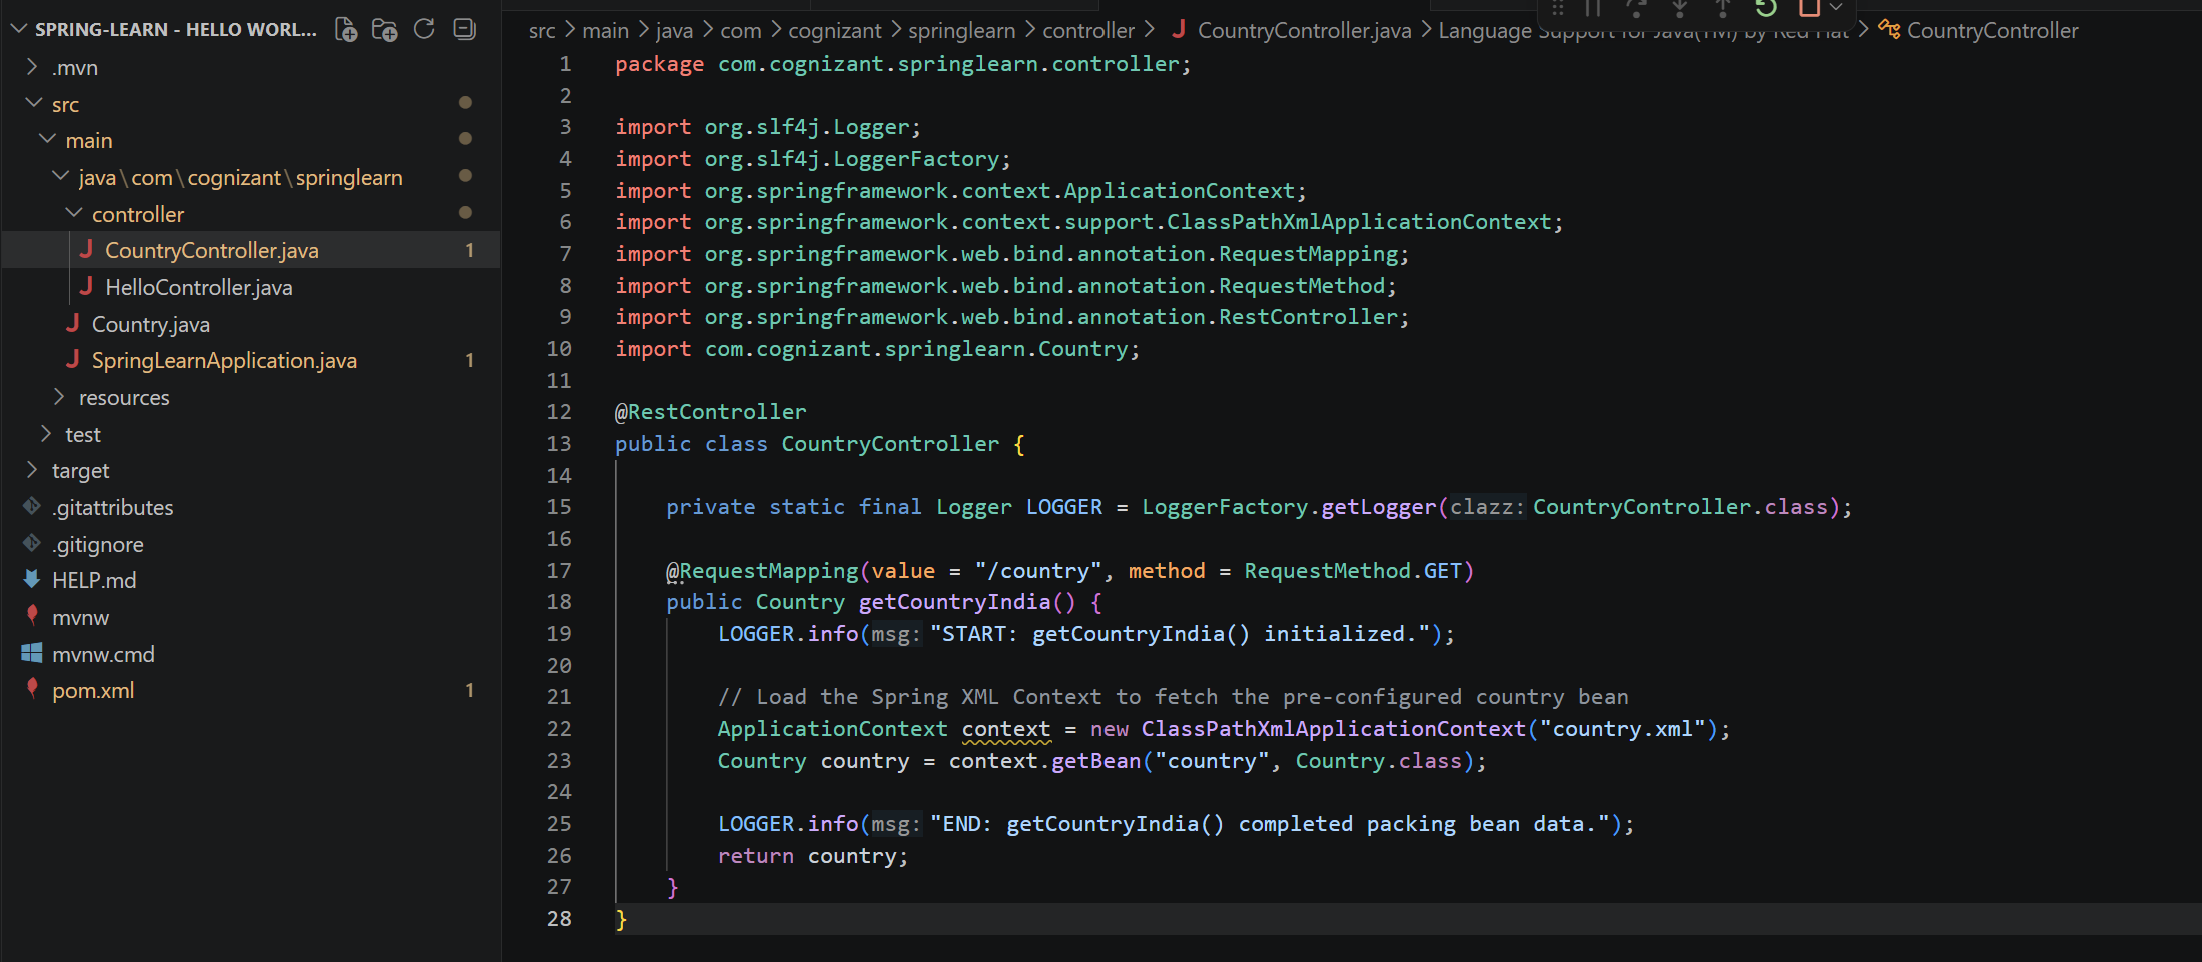 SPRING-LEARN - HELLO WORL...
.mvn
src
main
java\com\cognizant\springlearn
controller
CountryController.java 1
HelloController.java
Country.java
SpringLearnApplication.java 1
resources
test
target
.gitattributes
.gitignore
HELP.md
mvnw
mvnw.cmd
pom.xml 1
src > main > java > com > cognizant > springlearn > controller > CountryController.java > Language Support for Java(TM) by Red Hat > CountryController
1 package com.cognizant.springlearn.controller;
2
3 import org.slf4j.Logger;
4 import org.slf4j.LoggerFactory;
5 import org.springframework.context.ApplicationContext;
6 import org.springframework.context.support.ClassPathXmlApplicationContext;
7 import org.springframework.web.bind.annotation.RequestMapping;
8 import org.springframework.web.bind.annotation.RequestMethod;
9 import org.springframework.web.bind.annotation.RestController;
10 import com.cognizant.springlearn.Country;
11
12 @RestController
13 public class CountryController {
14
15     private static final Logger LOGGER = LoggerFactory.getLogger(clazz: CountryController.class);
16
17     @RequestMapping(value = "/country", method = RequestMethod.GET)
18     public Country getCountryIndia() {
19         LOGGER.info(msg: "START: getCountryIndia() initialized.");
20
21         // Load the Spring XML Context to fetch the pre-configured country bean
22         ApplicationContext context = new ClassPathXmlApplicationContext("country.xml");
23         Country country = context.getBean("country", Country.class);
24
25         LOGGER.info(msg: "END: getCountryIndia() completed packing bean data.");
26         return country;
27     }
28 }